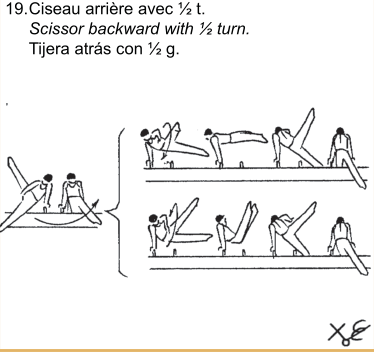 19.Ciseau arrière avec ½ t.
Scissor backward with ½ turn.
Tijera atrás con ½ g.